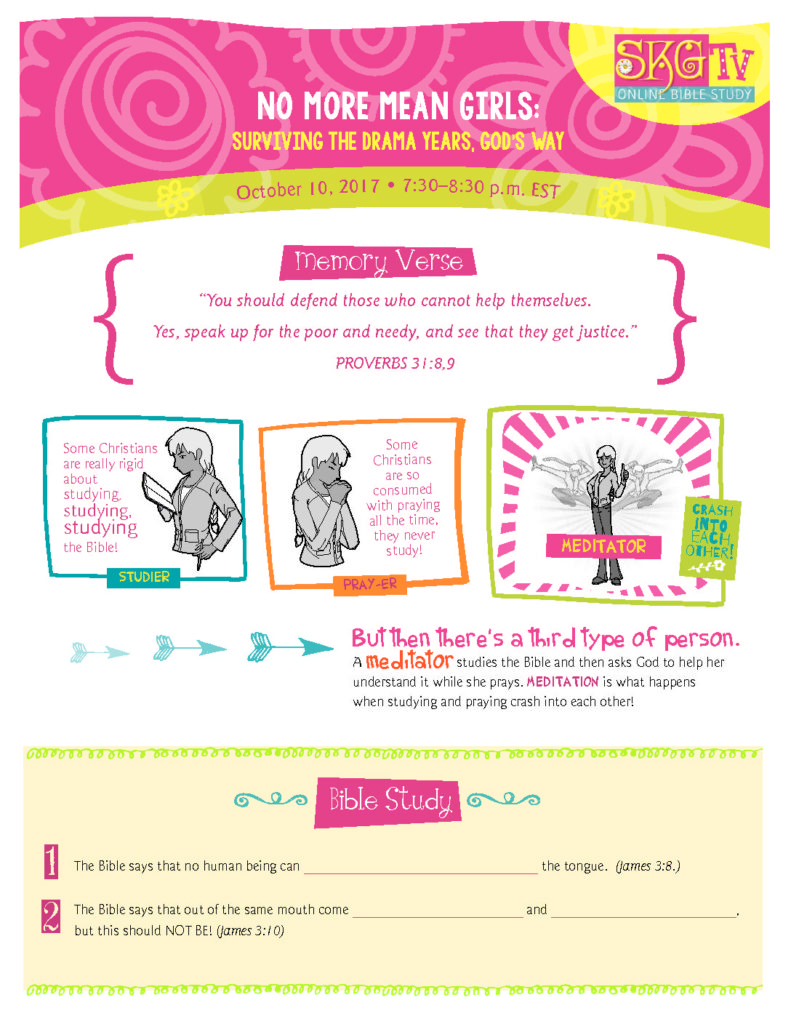 SKG TV
ONLINE BIBLE STUDY
NO MORE MEAN GIRLS:
SURVIVING THE DRAMA YEARS, GOD'S WAY
October 10, 2017 • 7:30–8:30 p.m. EST
Memory Verse
“You should defend those who cannot help themselves.
Yes, speak up for the poor and needy, and see that they get justice.”
PROVERBS 31:8,9
Some Christians
are really rigid
about
studying,
studying,
studying
the Bible!
STUDIER
Some
Christians
are so
consumed
with praying
all the time,
they never
study!
PRAY-ER
MEDITATOR
CRASH
INTO
EACH
OTHER!
But then there's a third type of person.
A meditator studies the Bible and then asks God to help her
understand it while she prays. MEDITATION is what happens
when studying and praying crash into each other!
Bible Study
1 The Bible says that no human being can ____________ the tongue. (James 3:8.)
2 The Bible says that out of the same mouth come ____________ and ____________,
but this should NOT BE! (James 3:10)